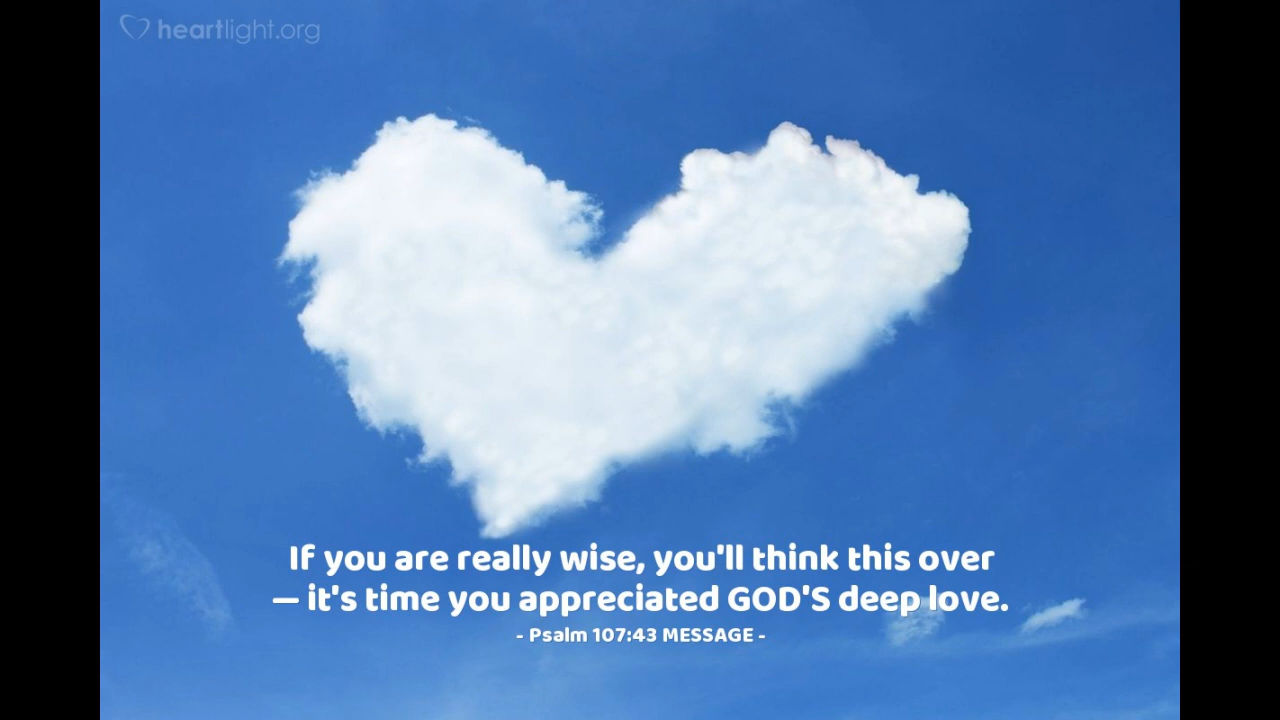 heartlight.org
If you are really wise, you'll think this over
— it's time you appreciated GOD'S deep love.
- Psalm 107:43 MESSAGE -